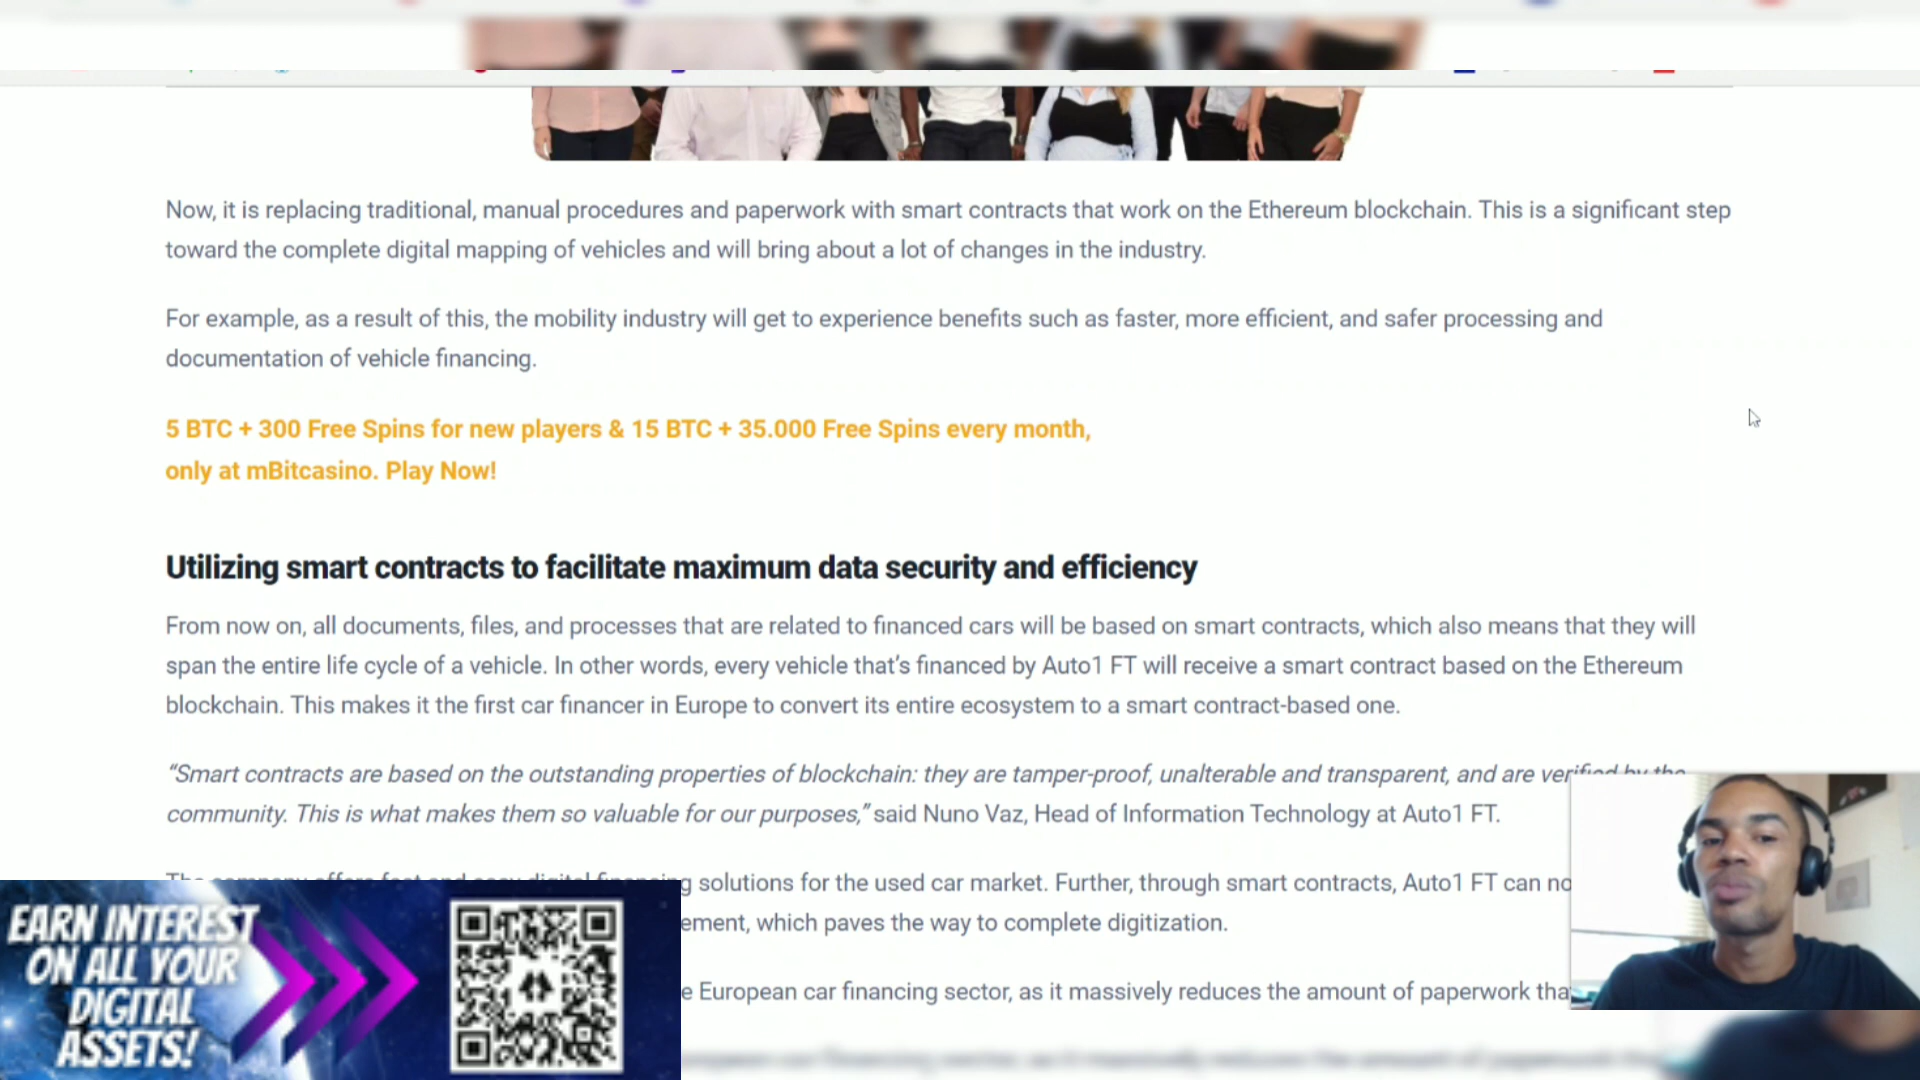 Now, it is replacing traditional, manual procedures and paperwork with smart contracts that work on the Ethereum blockchain. This is a significant step
toward the complete digital mapping of vehicles and will bring about a lot of changes in the industry.
For example, as a result of this, the mobility industry will get to experience benefits such as faster, more efficient, and safer processing and
documentation of vehicle financing.
5 BTC + 300 Free Spins for new players & 15 BTC + 35.000 Free Spins every month,
only at mBitcasino. Play Now!
Utilizing smart contracts to facilitate maximum data security and efficiency
From now on, all documents, files, and processes that are related to financed cars will be based on smart contracts, which also means that they will
span the entire life cycle of a vehicle. In other words, every vehicle that's financed by Auto1 FT will receive a smart contract based on the Ethereum
blockchain. This makes it the first car financer in Europe to convert its entire ecosystem to a smart contract-based one.
“Smart contracts are based on the outstanding properties of blockchain: they are tamper-proof, unalterable and transparent, and are verified by the
community. This is what makes them so valuable for our purposes,” said Nuno Vaz, Head of Information Technology at Auto1 FT.
solutions for the used car market. Further, through smart contracts, Auto1 FT can
ement, which paves the way to complete digitization.
e European car financing sector, as it massively reduces the amount of paperwork
EARN INTEREST
ON ALL YOUR
DIGITAL
ASSETS!